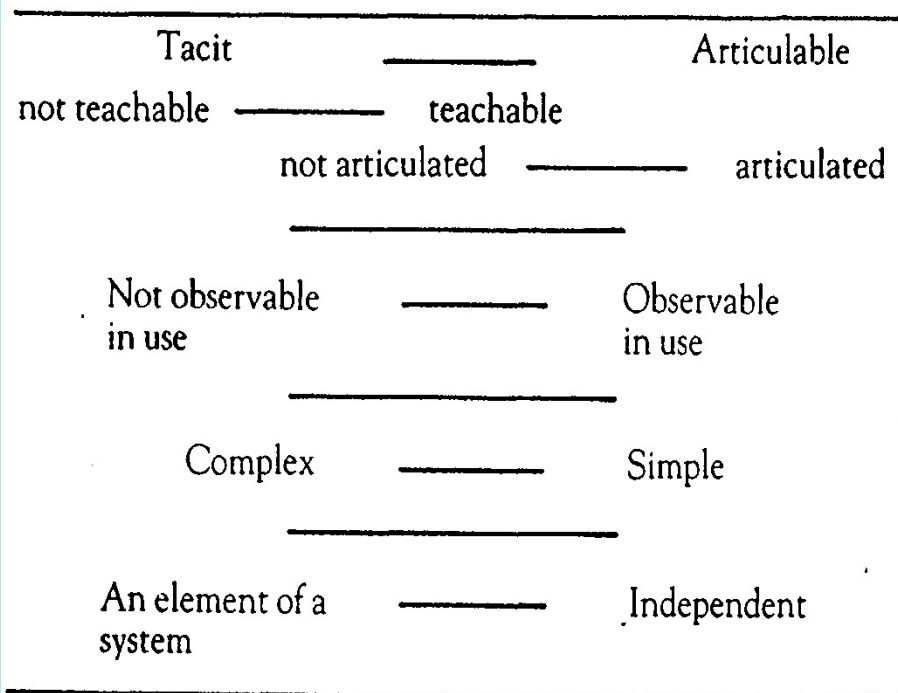 Tacit Articulable
not teachable teachable
not articulated articulated
Not observable Observable
in use in use
Complex Simple
An element of a Independent
system